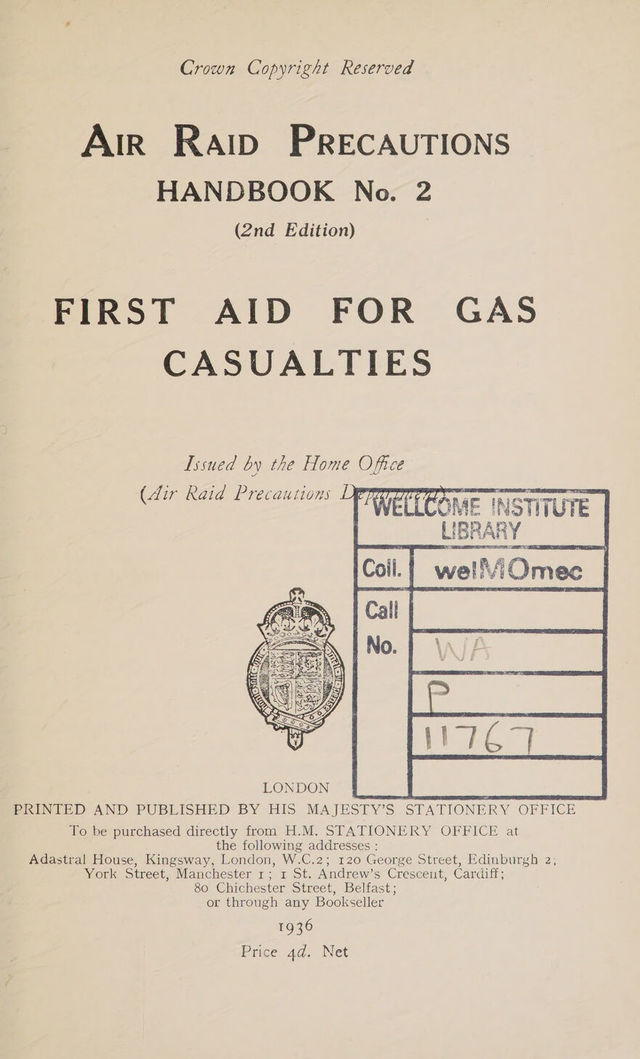 Crown Copyright Reserved
AIR RAID PRECAUTIONS
HANDBOOK No. 2
(2nd Edition)
FIRST AID FOR GAS
CASUALTIES
Issued by the Home Office
(Air Raid Precautions Department)
WELLCOME INSTITUTE
LIBRARY
Coll. welMOmec
Call
No. WA
P
11767
LONDON
PRINTED AND PUBLISHED BY HIS MAJESTY'S STATIONERY OFFICE
To be purchased directly from H.M. STATIONERY OFFICE at
the following addresses :
Adastral House, Kingsway, London, W.C.2; 120 George Street, Edinburgh 2;
York Street, Manchester 1; 1 St. Andrew's Crescent, Cardiff;
80 Chichester Street, Belfast;
or through any Bookseller
1936
Price 4d. Net